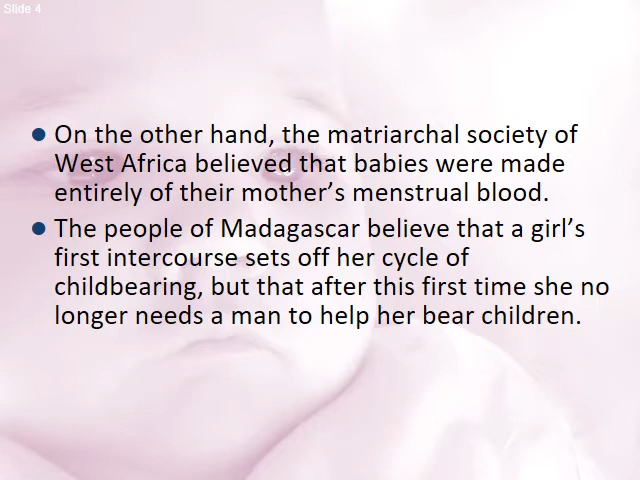 Slide 4
On the other hand, the matriarchal society of
West Africa believed that babies were made
entirely of their mother’s menstrual blood.
The people of Madagascar believe that a girl’s
first intercourse sets off her cycle of
childbearing, but that after this first time she no
longer needs a man to help her bear children.